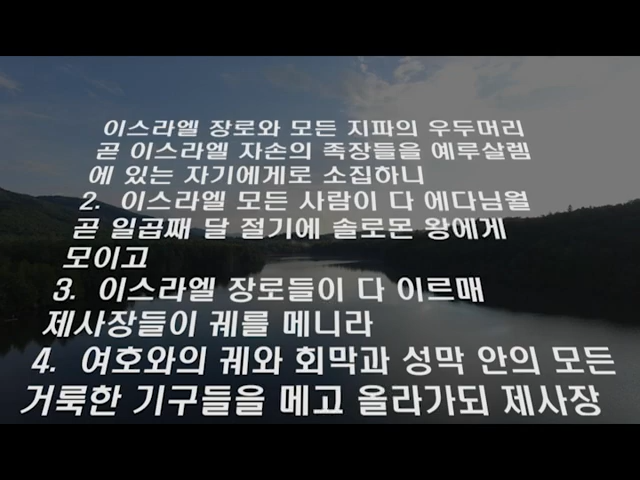 이스라엘 장로와 모든 지파의 우두머리
곧 이스라엘 자손의 족장들을 예루살렘
에 있는 자기에게로 소집하니
2. 이스라엘 모든 사람이 다 에다님월
곧 일곱째 달 절기에 솔로몬 왕에게
모이고
3. 이스라엘 장로들이 다 이르매
제사장들이 궤를 메니라
4. 여호와의 궤와 회막과 성막 안의 모든
거룩한 기구들을 메고 올라가되 제사장